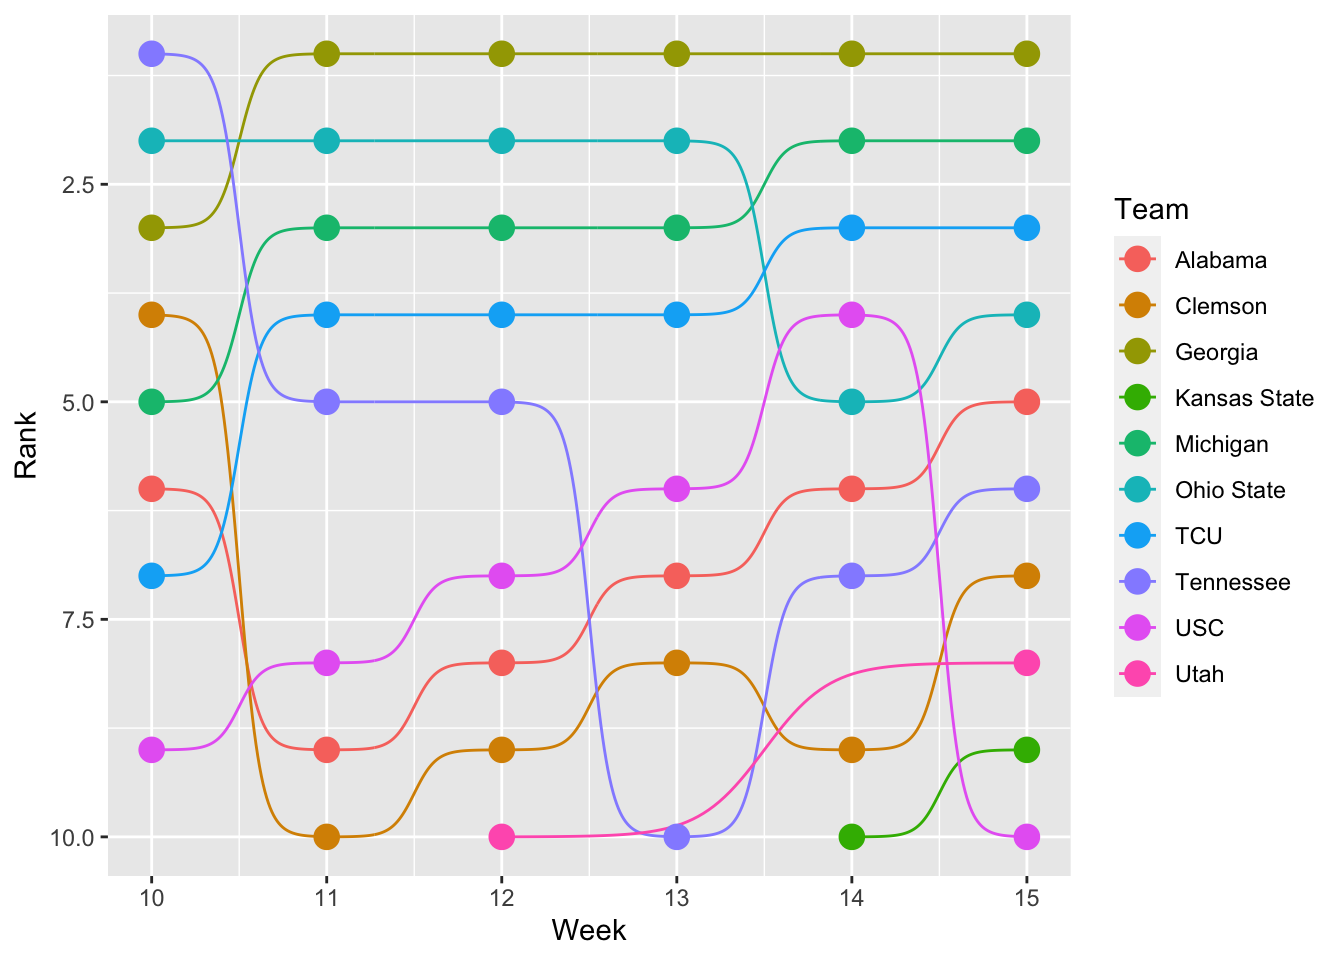 2.5
5.0
7.5
10.0
Rank
10 11 12 13 14 15
Week
Team
Alabama
Clemson
Georgia
Kansas State
Michigan
Ohio State
TCU
Tennessee
USC
Utah